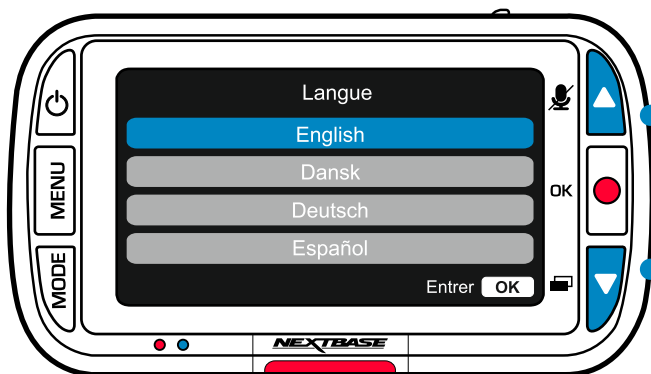 Langue
English
Dansk
Deutsch
Español
Entrer OK
MENU
MODE
OK
NEXTBASE